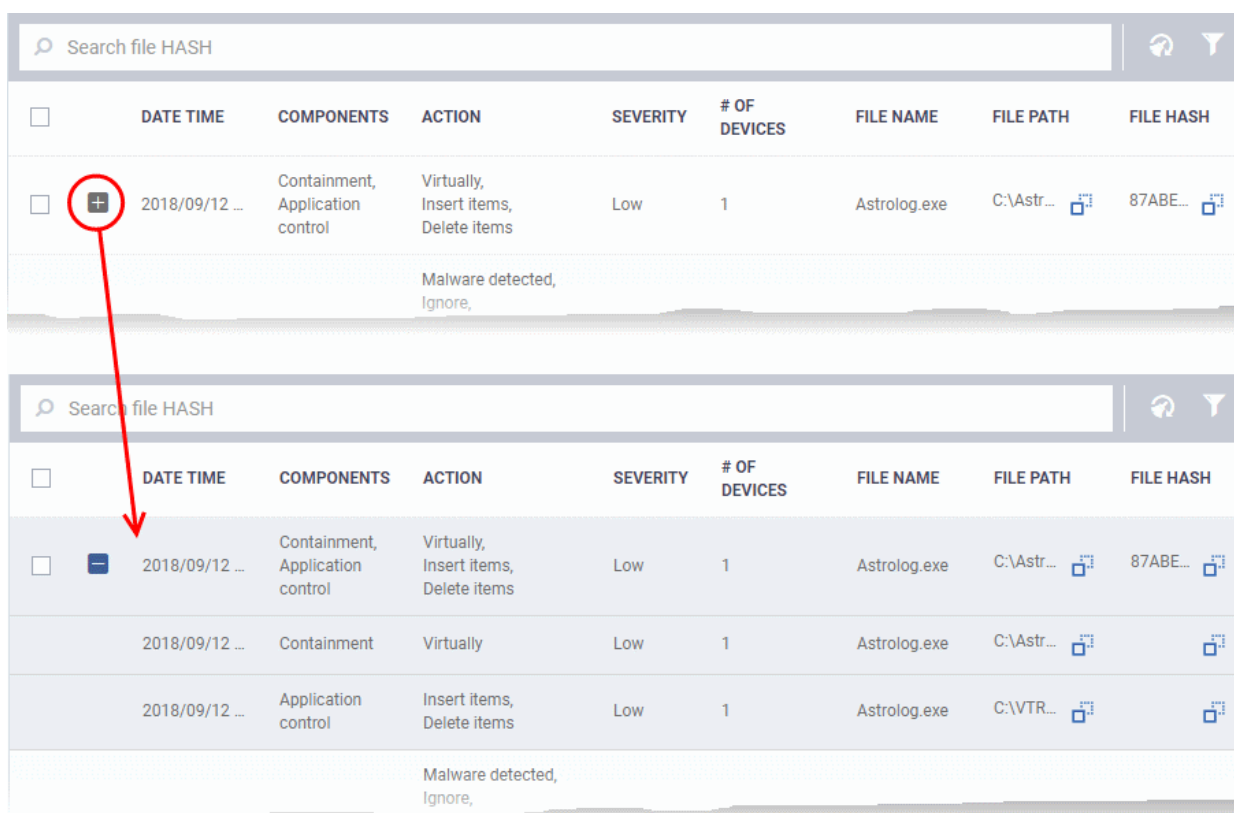 Search file HASH
DATE TIME COMPONENTS ACTION SEVERITY # OF DEVICES FILE NAME FILE PATH FILE HASH
2018/09/12 ... Containment, Application control Virtually, Insert items, Delete items Low 1 Astrolog.exe C:\Astr... 87ABE...
Malware detected,
Ignore,
Search file HASH
DATE TIME COMPONENTS ACTION SEVERITY # OF DEVICES FILE NAME FILE PATH FILE HASH
2018/09/12 ... Containment, Application control Virtually, Insert items, Delete items Low 1 Astrolog.exe C:\Astr... 87ABE...
2018/09/12 ... Containment Virtually Low 1 Astrolog.exe C:\Astr...
2018/09/12 ... Application control Insert items, Delete items Low 1 Astrolog.exe C:\VTR...
Malware detected,
Ignore,